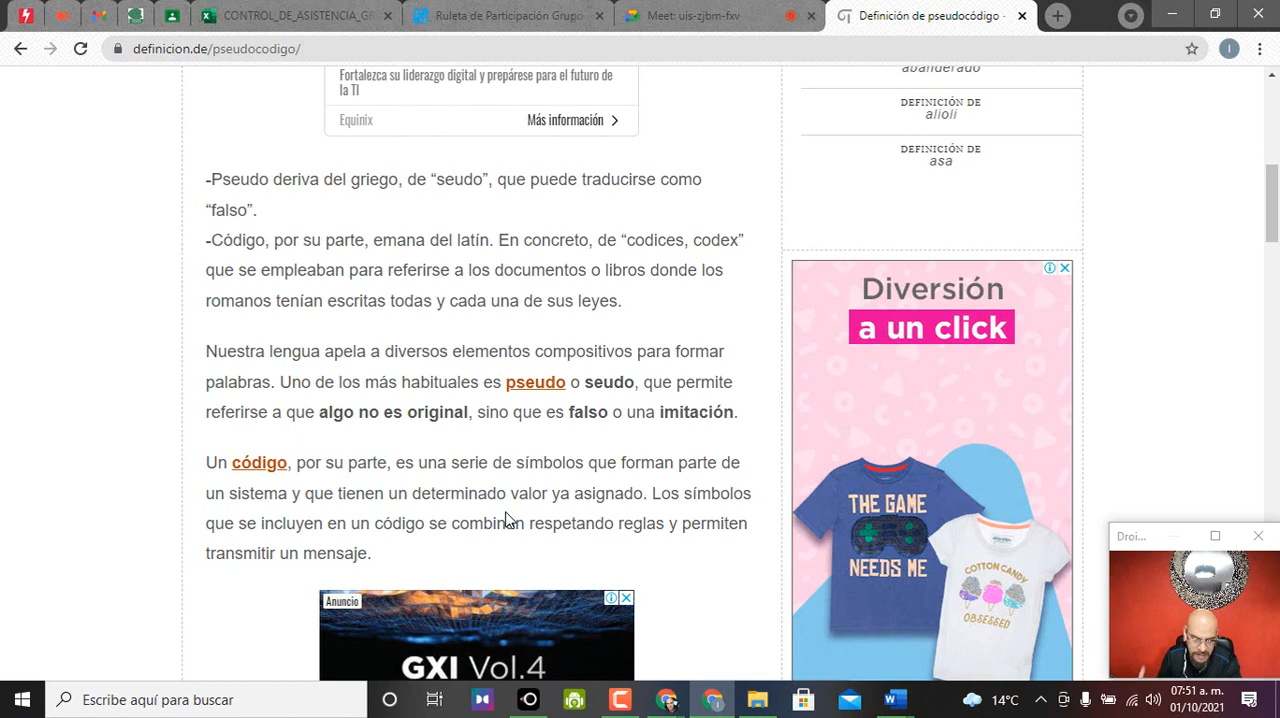 CONTROL_DE_ASISTENCIA_GR
Ruleta de Participación Grupo
Meet: uis-zjbm-fxv
Definición de pseudocódigo -
definicion.de/pseudocodigo/
I
Fortalezca su liderazgo digital y prepárese para el futuro de
la TI
Equinix
Más información
-Pseudo deriva del griego, de “seudo”, que puede traducirse como
“falso”.
-Código, por su parte, emana del latín. En concreto, de “codices, codex”
que se empleaban para referirse a los documentos o libros donde los
romanos tenían escritas todas y cada una de sus leyes.
Nuestra lengua apela a diversos elementos compositivos para formar
palabras. Uno de los más habituales es pseudo o seudo, que permite
referirse a que algo no es original, sino que es falso o una imitación.
Un código, por su parte, es una serie de símbolos que forman parte de
un sistema y que tienen un determinado valor ya asignado. Los símbolos
que se incluyen en un código se combinan respetando reglas y permiten
transmitir un mensaje.
Anuncio
GXI Vol.4
abanderado
DEFINICIÓN DE
alioli
DEFINICIÓN DE
asa
Diversión
a un click
THE GAME
NEEDS ME
COTTON CANDY
OBSESSED
Droi...
Escribe aquí para buscar
14°C
07:51 a. m.
01/10/2021